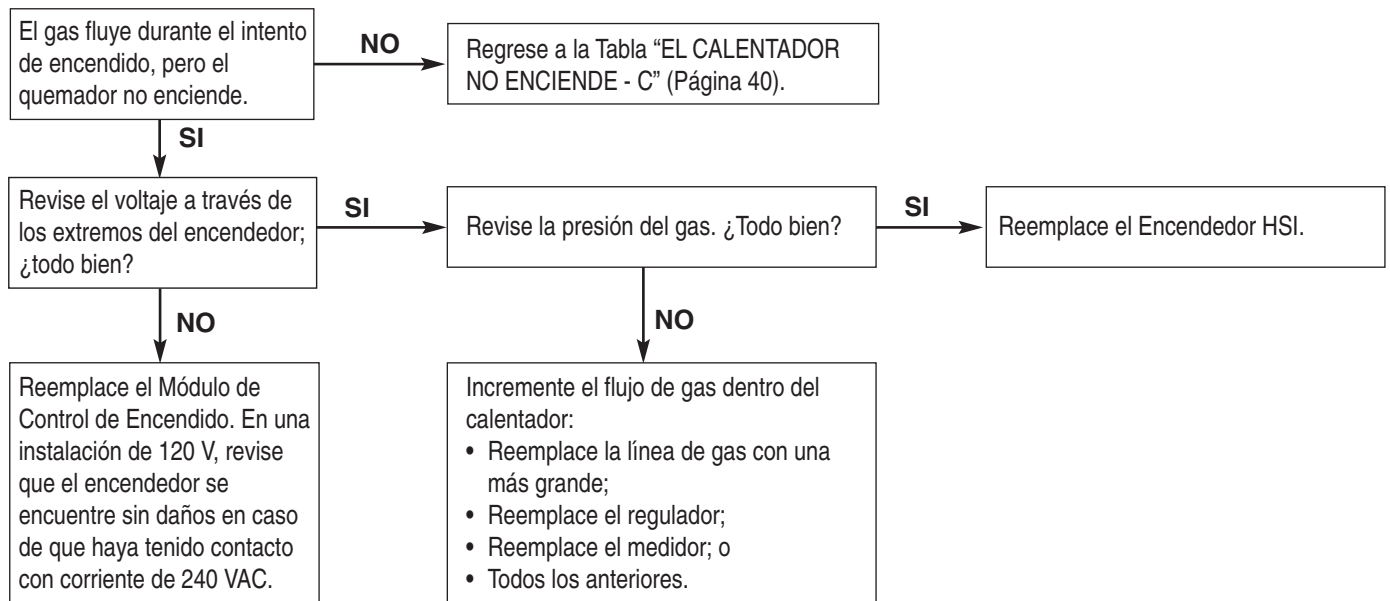 El gas fluye durante el intento
de encendido, pero el
quemador no enciende.
NO
Regrese a la Tabla “EL CALENTADOR
NO ENCIENDE - C” (Página 40).
SI
Revise el voltaje a través de
los extremos del encendedor;
¿todo bien?
SI
Revise la presión del gas. ¿Todo bien?
SI
Reemplace el Encendedor HSI.
NO
NO
Reemplace el Módulo de
Control de Encendido. En una
instalación de 120 V, revise
que el encendedor se
encuentre sin daños en caso
de que haya tenido contacto
con corriente de 240 VAC.
Incremente el flujo de gas dentro del
calentador:
• Reemplace la línea de gas con una
más grande;
• Reemplace el regulador;
• Reemplace el medidor; o
• Todos los anteriores.